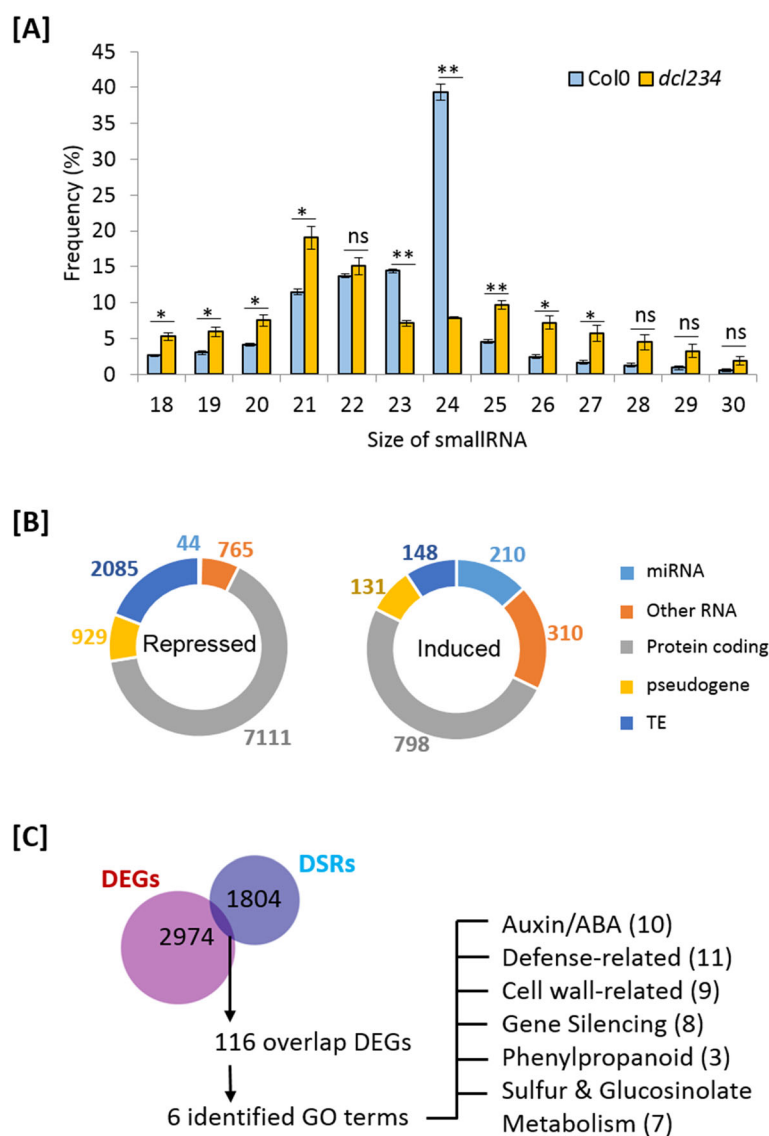 [A]
45
40
35
30
25
20
15
10
5
0
Frequency (%)
Col0 dcl234
* * * * ns ** ** ** * * ns ns ns
18 19 20 21 22 23 24 25 26 27 28 29 30
Size of smallRNA
[B]
44 765
2085
929
Repressed
7111
148 210
131
310
Induced
798
miRNA
Other RNA
Protein coding
pseudogene
TE
[C]
DEGs
DSRs
1804
2974
116 overlap DEGs
6 identified GO terms
Auxin/ABA (10)
Defense-related (11)
Cell wall-related (9)
Gene Silencing (8)
Phenylpropanoid (3)
Sulfur & Glucosinolate
Metabolism (7)